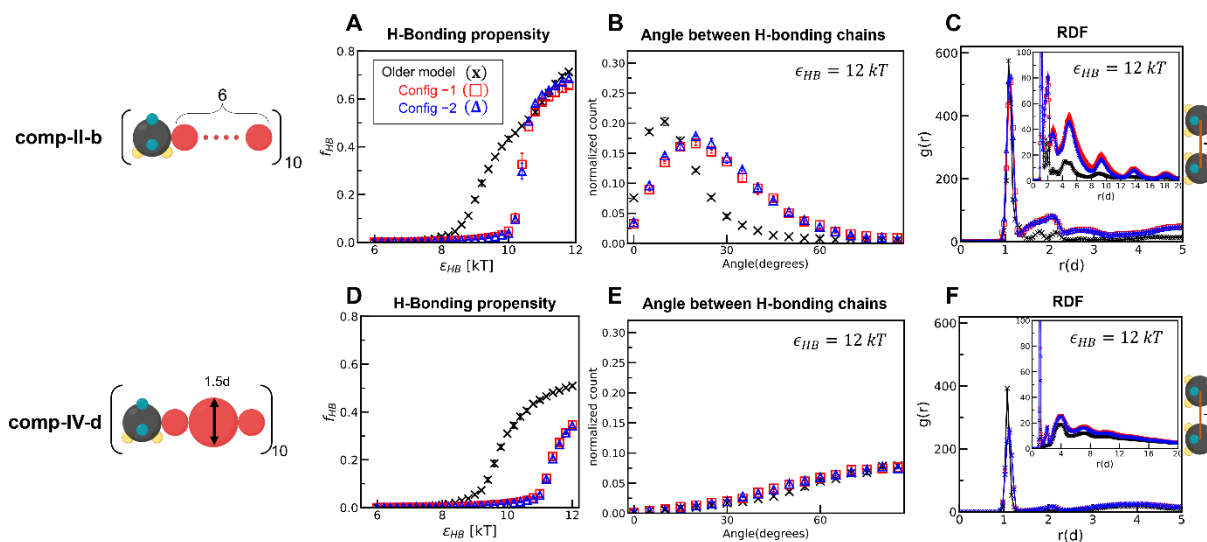 A
H-Bonding propensity
0.8
0.6
0.4
0.2
0.0
f_HB
Older model (x)
Config −1 (□)
Config −2 (Δ)
6 8 10 12
ε_HB [kT]
B
Angle between H-bonding chains
ϵ_HB = 12 kT
0.30
0.25
0.20
0.15
0.10
0.05
0.00
normalized count
0 30 60
Angle(degrees)
C
RDF
ϵ_HB = 12 kT
600
400
200
0
g(r)
100
80
60
40
20
0
0 2 4 6 8 10 12 14 16 18 20
r(d)
0 1 2 3 4 5
r(d)
comp-II-b
6
10
D
H-Bonding propensity
0.8
0.6
0.4
0.2
0.0
f_HB
6 8 10 12
ε_HB [kT]
E
Angle between H-bonding chains
ϵ_HB = 12 kT
0.30
0.25
0.20
0.15
0.10
0.05
0.00
normalized count
0 30 60
Angle(degrees)
F
RDF
ϵ_HB = 12 kT
600
400
200
0
g(r)
100
80
60
40
20
0
0 4 8 12 16 20
r(d)
0 1 2 3 4 5
r(d)
comp-IV-d
1.5d
10